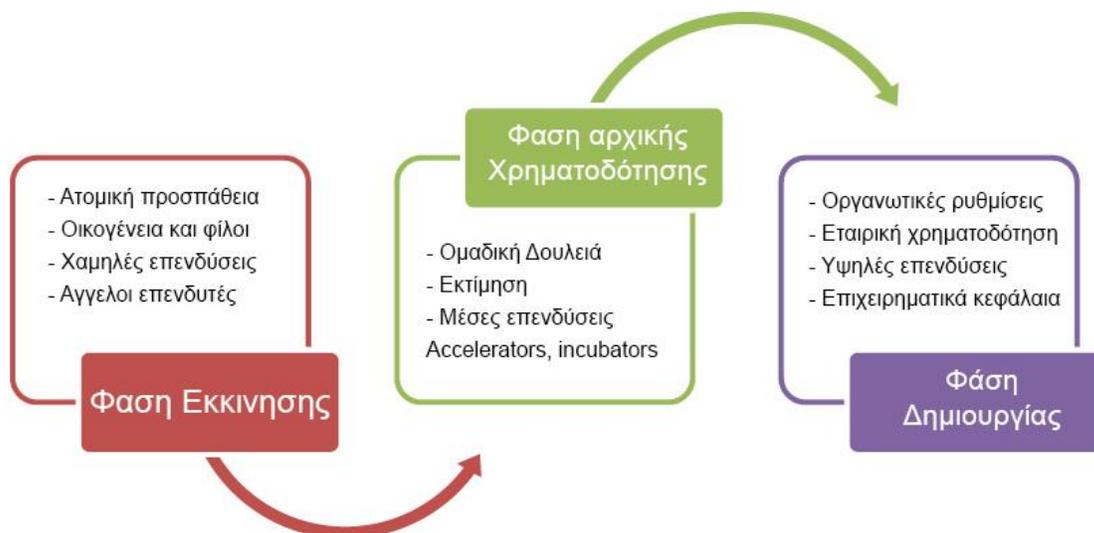 - Ατομική προσπάθεια
- Οικογένεια και φίλοι
- Χαμηλές επενδύσεις
- Αγγελοι επενδυτές
Φαση Εκκινησης
Φαση αρχικής
Χρηματοδότησης
- Ομαδική Δουλειά
- Εκτίμηση
- Μέσες επενδύσεις
Accelerators, incubators
- Οργανωτικές ρυθμίσεις
- Εταιρική χρηματοδότηση
- Υψηλές επενδύσεις
- Επιχειρηματικά κεφάλαια
Φάση
Δημιουργίας